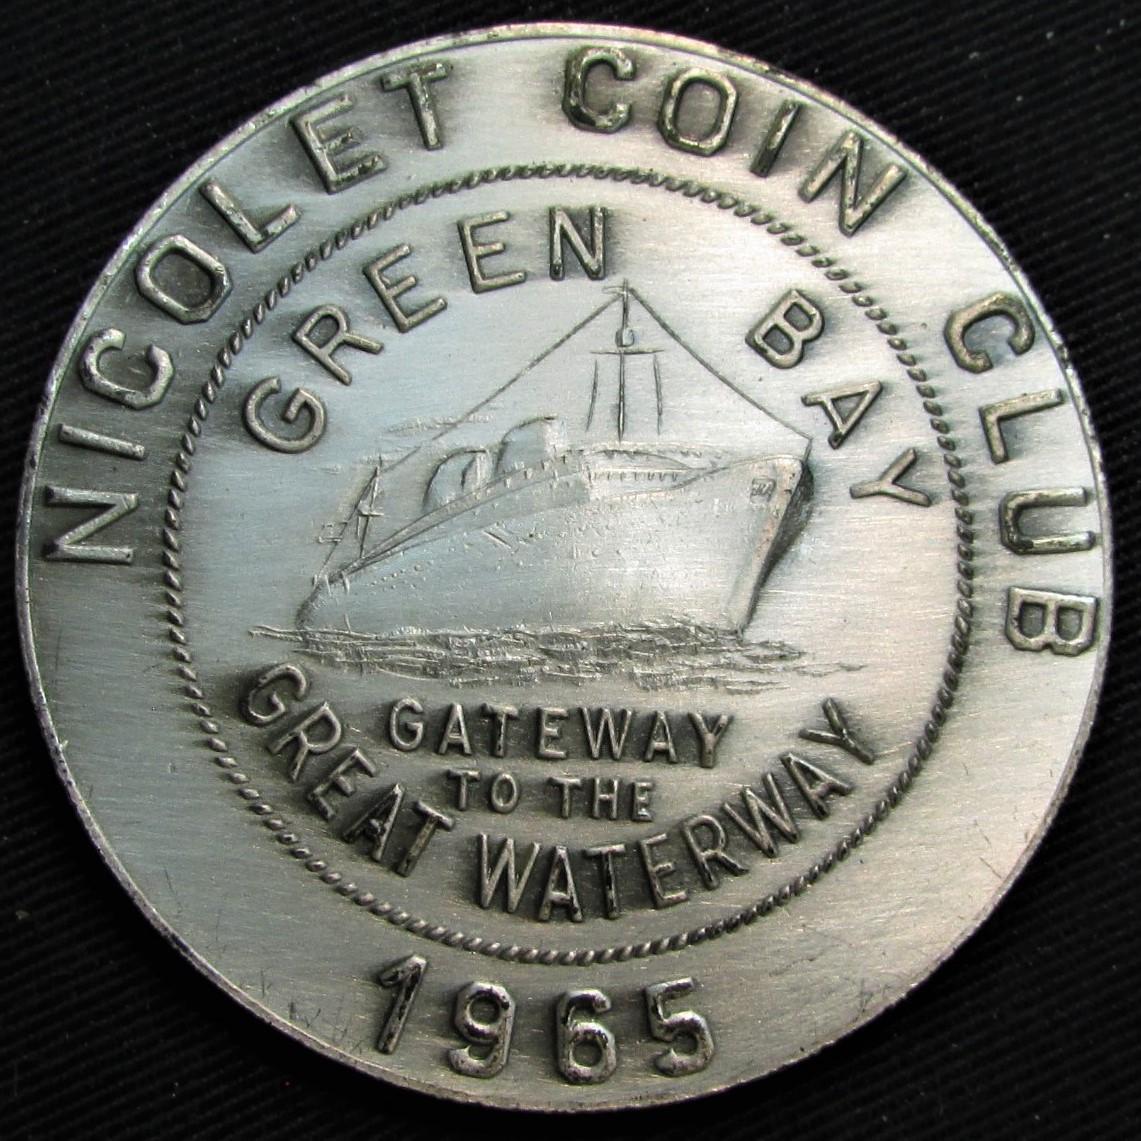 NICOLET COIN CLUB
GREEN BAY
GATEWAY
TO THE
GREAT WATERWAY
1965